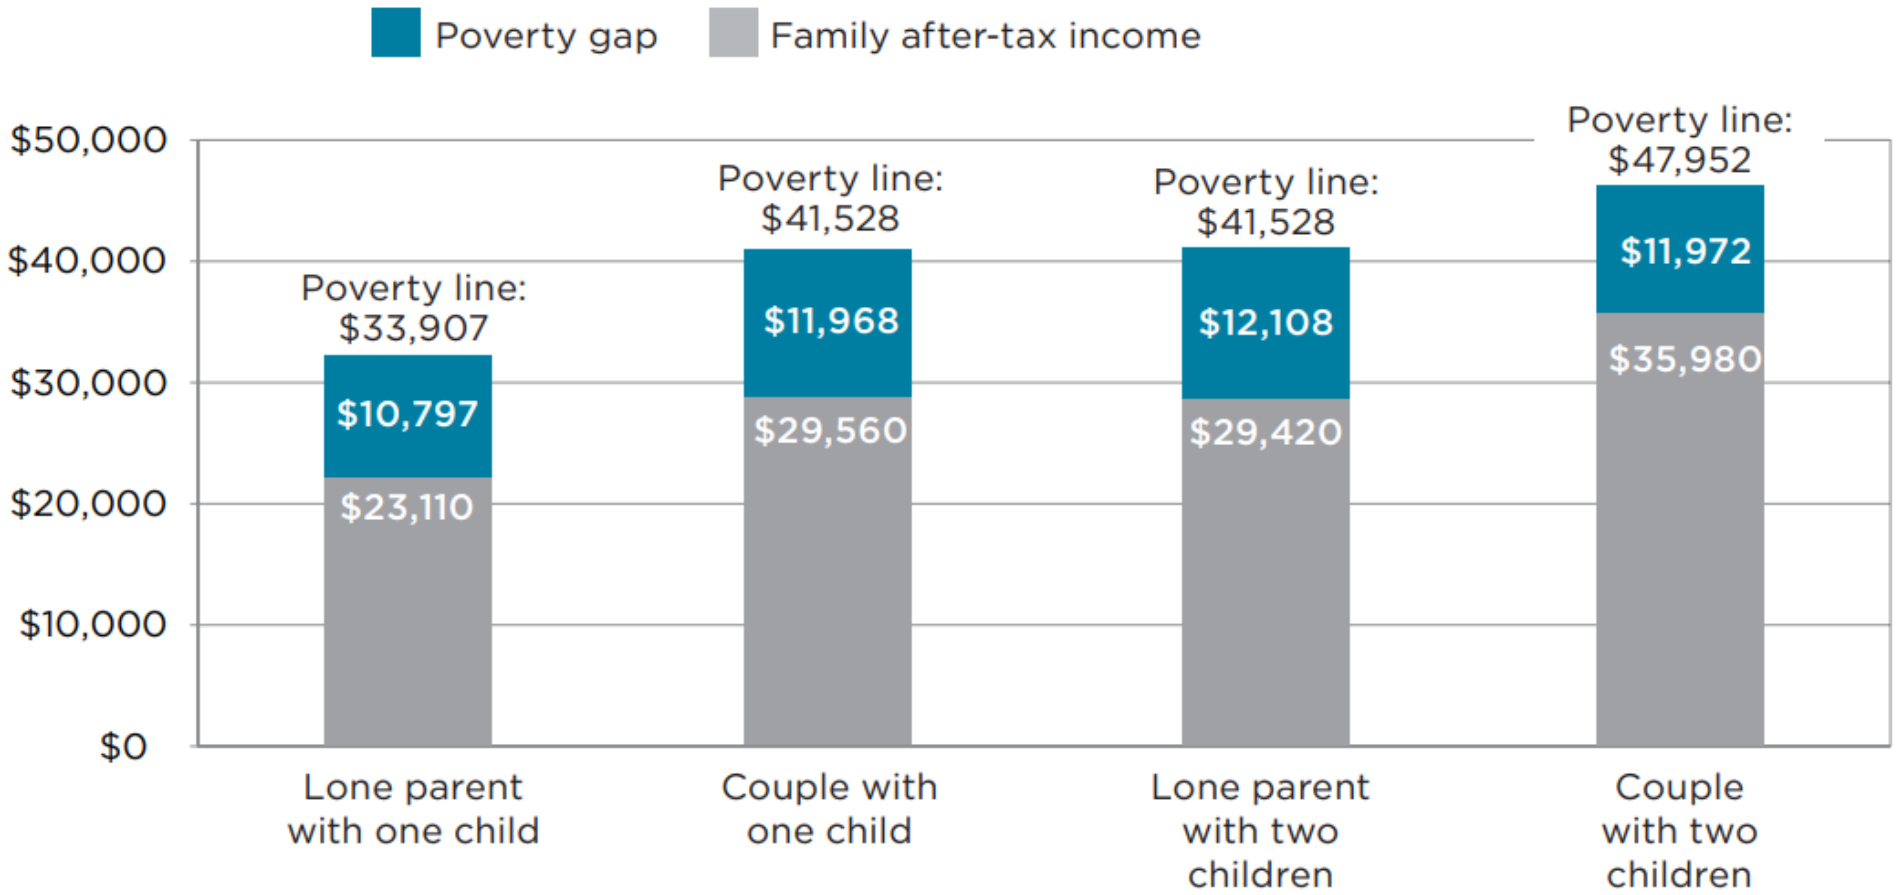 Poverty gap
Family after-tax income
$50,000
$40,000
$30,000
$20,000
$10,000
$0
Poverty line:
$33,907
$10,797
$23,110
Poverty line:
$41,528
$11,968
$29,560
Poverty line:
$41,528
$12,108
$29,420
Poverty line:
$47,952
$11,972
$35,980
Lone parent
with one child
Couple with
one child
Lone parent
with two
children
Couple
with two
children